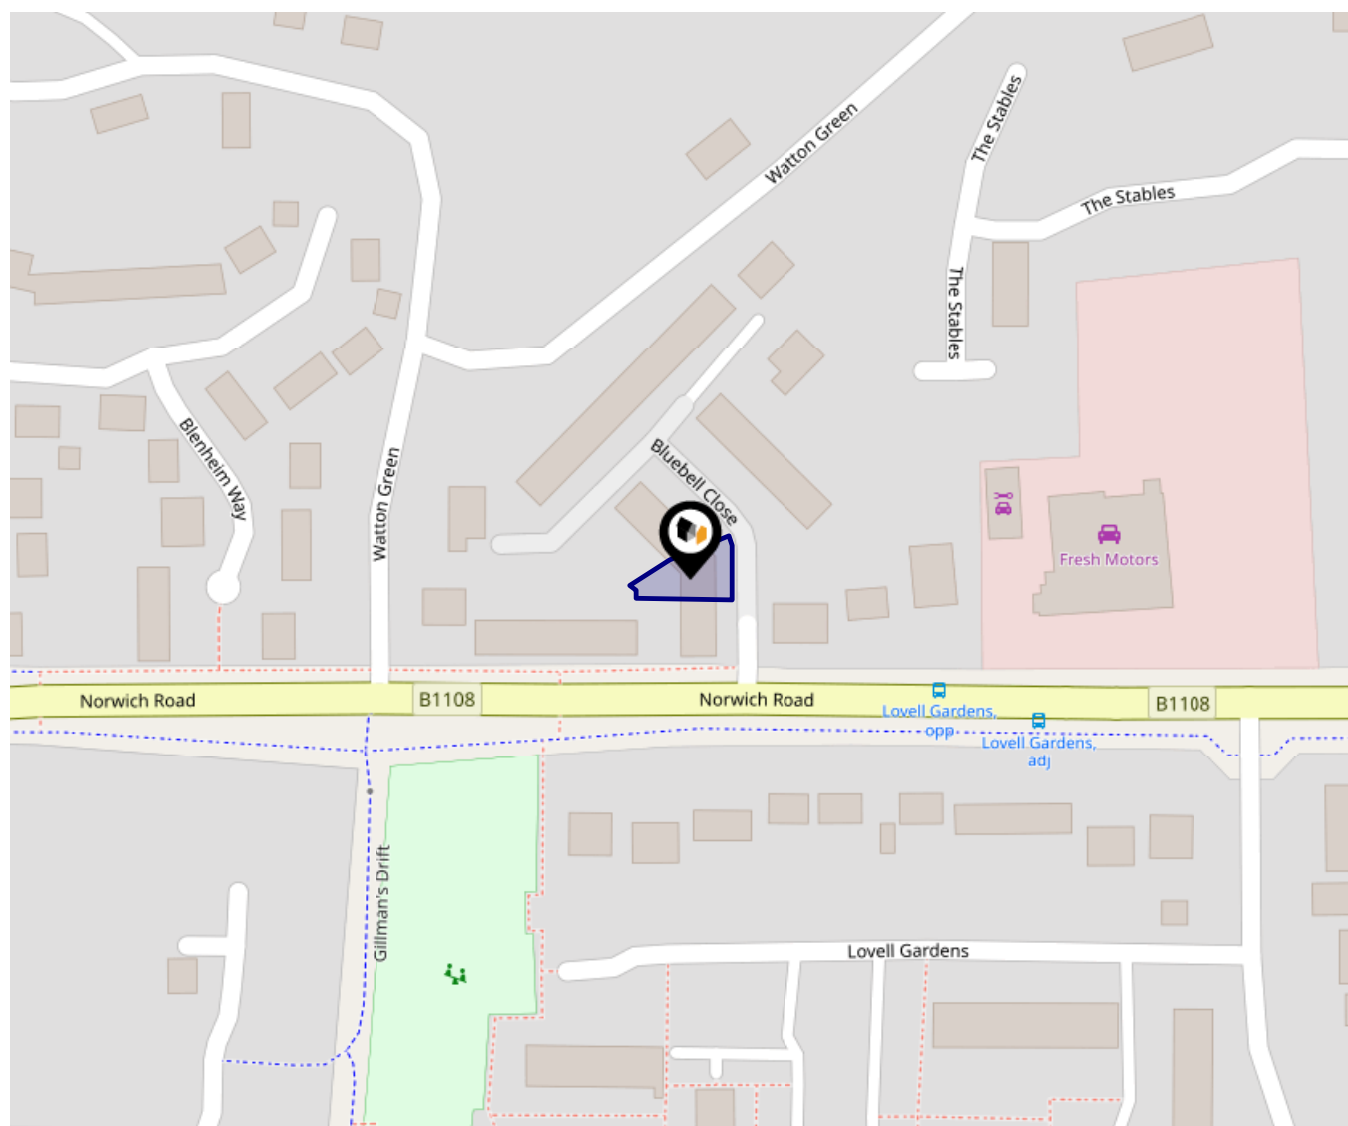 Watton Green
The Stables
The Stables
The Stables
Blenheim Way
Watton Green
Bluebell Close
Fresh Motors
Norwich Road
B1108
Norwich Road
B1108
Lovell Gardens,
opp
Lovell Gardens,
adj
Gillman's Drift
Lovell Gardens